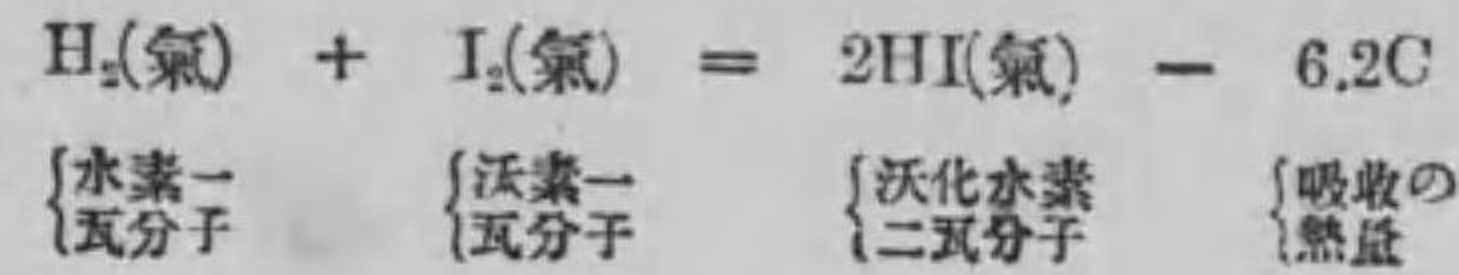 H₂(氣) + I₂(氣) = 2HI(氣) − 6.2C
{水素一 {沃素一 {沃化水素 {吸收の
{瓦分子 {瓦分子 {二瓦分子 {熱量